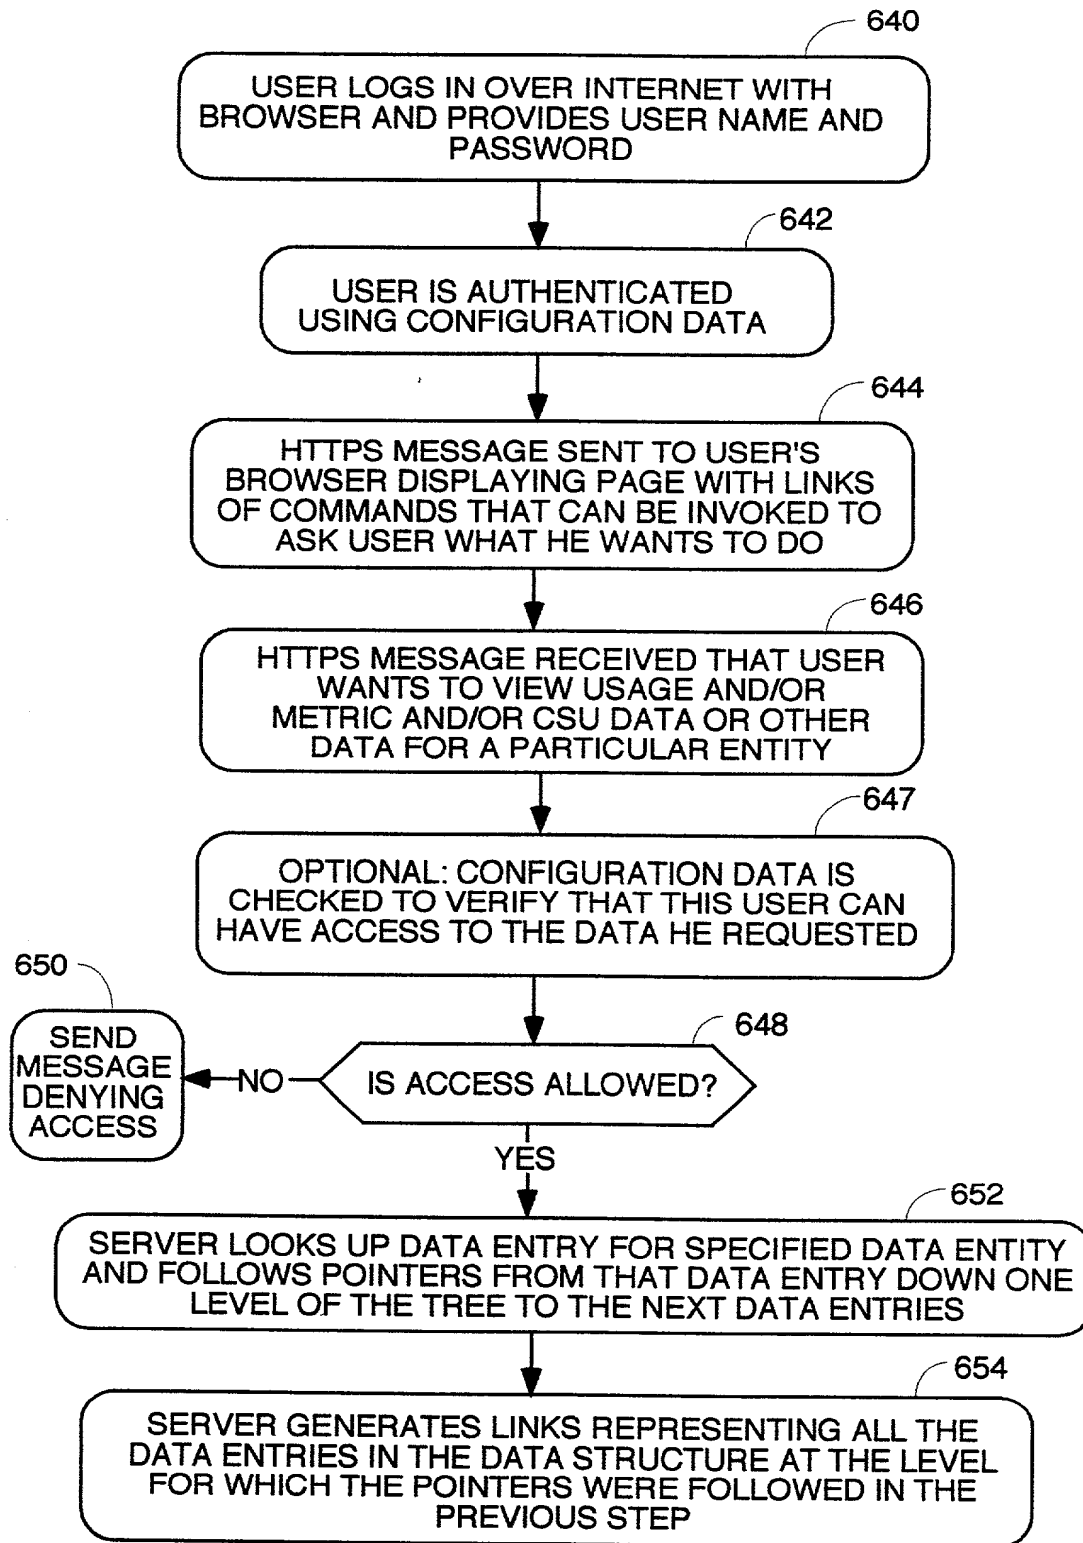 640
USER LOGS IN OVER INTERNET WITH
BROWSER AND PROVIDES USER NAME AND
PASSWORD
642
USER IS AUTHENTICATED
USING CONFIGURATION DATA
644
HTTPS MESSAGE SENT TO USER'S
BROWSER DISPLAYING PAGE WITH LINKS
OF COMMANDS THAT CAN BE INVOKED TO
ASK USER WHAT HE WANTS TO DO
646
HTTPS MESSAGE RECEIVED THAT USER
WANTS TO VIEW USAGE AND/OR
METRIC AND/OR CSU DATA OR OTHER
DATA FOR A PARTICULAR ENTITY
647
OPTIONAL: CONFIGURATION DATA IS
CHECKED TO VERIFY THAT THIS USER CAN
HAVE ACCESS TO THE DATA HE REQUESTED
650
SEND
MESSAGE
DENYING
ACCESS
NO
648
IS ACCESS ALLOWED?
YES
652
SERVER LOOKS UP DATA ENTRY FOR SPECIFIED DATA ENTITY
AND FOLLOWS POINTERS FROM THAT DATA ENTRY DOWN ONE
LEVEL OF THE TREE TO THE NEXT DATA ENTRIES
654
SERVER GENERATES LINKS REPRESENTING ALL THE
DATA ENTRIES IN THE DATA STRUCTURE AT THE LEVEL
FOR WHICH THE POINTERS WERE FOLLOWED IN THE
PREVIOUS STEP